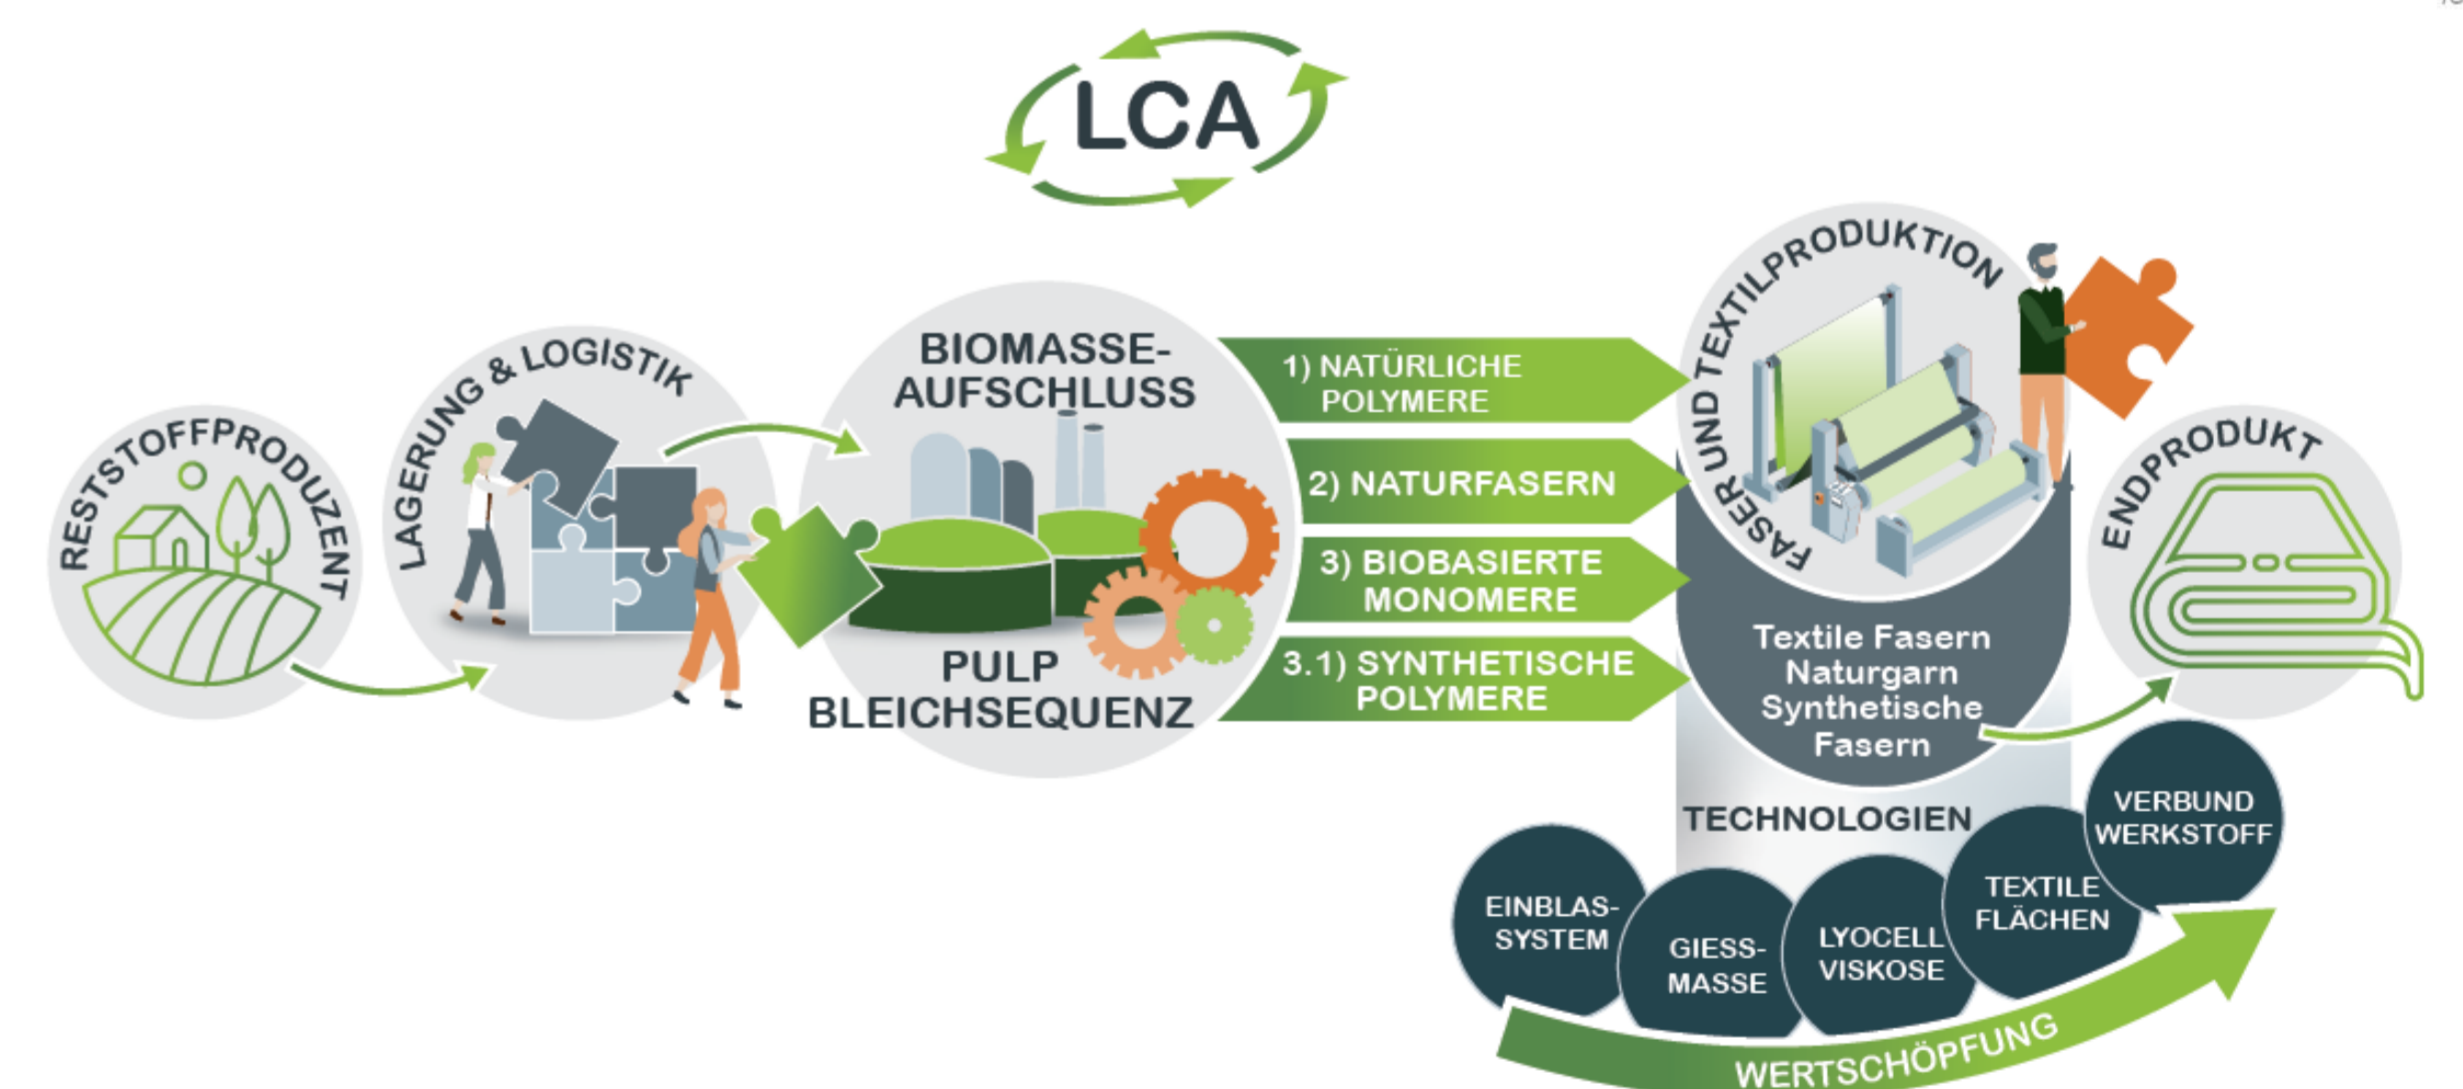 LCA
RESTSTOFFPRODUZENT
LAGERUNG & LOGISTIK
BIOMASSE-
AUFSCHLUSS
PULP
BLEICHSEQUENZ
1) NATÜRLICHE
POLYMERE
2) NATURFASERN
3) BIOBASIERTE
MONOMERE
3.1) SYNTHETISCHE
POLYMERE
FASER UND TEXTILPRODUKTION
Textile Fasern
Naturgarn
Synthetische
Fasern
ENDPRODUKT
TECHNOLOGIEN
EINBLAS-
SYSTEM
GIESS-
MASSE
LYOCELL
VISKOSE
TEXTILE
FLÄCHEN
VERBUND
WERKSTOFF
WERTSCHÖPFUNG